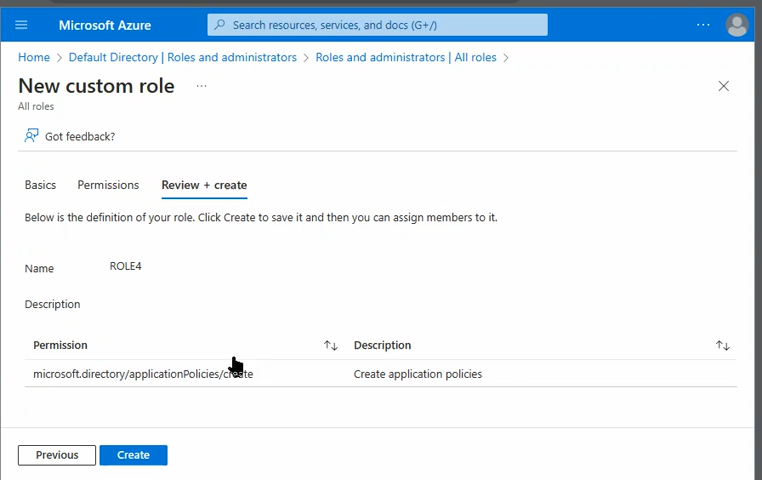 Microsoft Azure
Search resources, services, and docs (G+/)
...
Home > Default Directory | Roles and administrators > Roles and administrators | All roles >
New custom role ...
All roles
Got feedback?
Basics Permissions Review + create
Below is the definition of your role. Click Create to save it and then you can assign members to it.
Name ROLE4
Description
Permission Description
microsoft.directory/applicationPolicies/create Create application policies
Previous Create